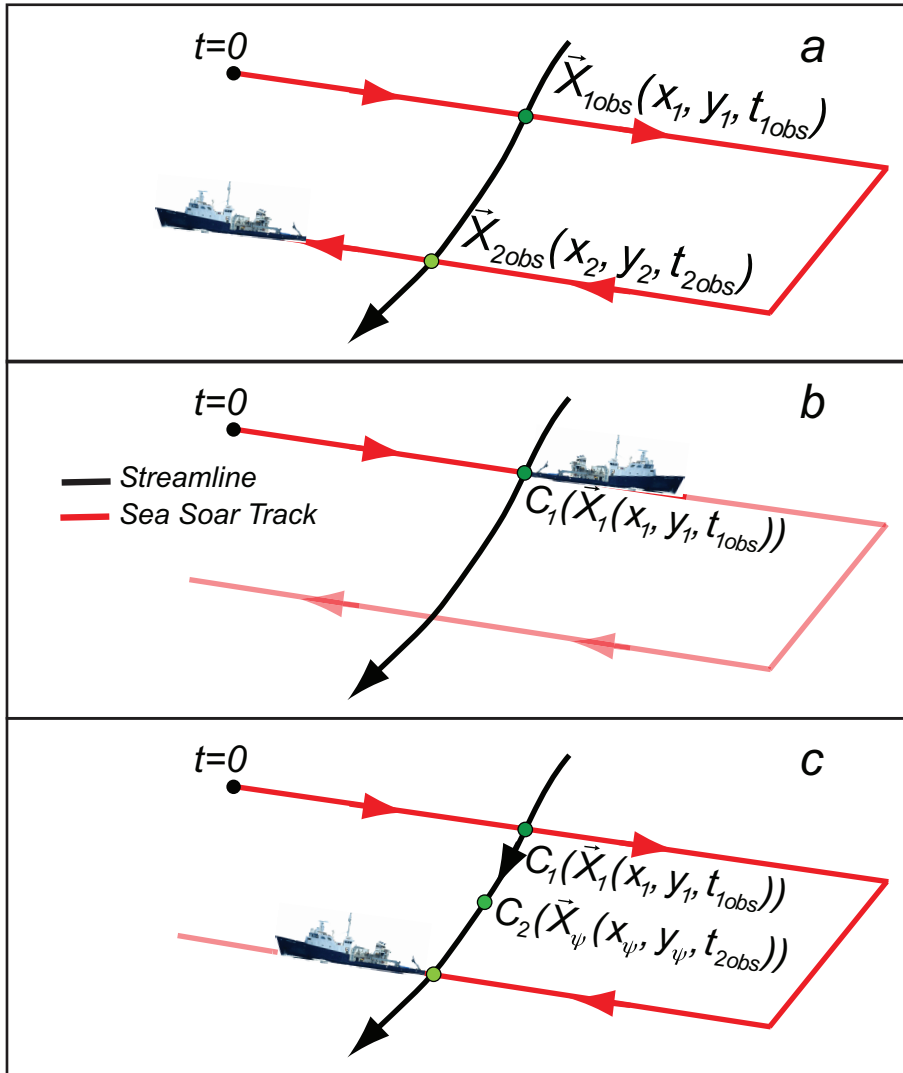 a
t=0
X⃗1obs(x1, y1, t1obs)
X⃗2obs(x2, y2, t2obs)
b
t=0
Streamline
Sea Soar Track
C1(X⃗1(x1, y1, t1obs))
c
t=0
C1(X⃗1(x1, y1, t1obs))
C2(X⃗ψ(xψ, yψ, t2obs))